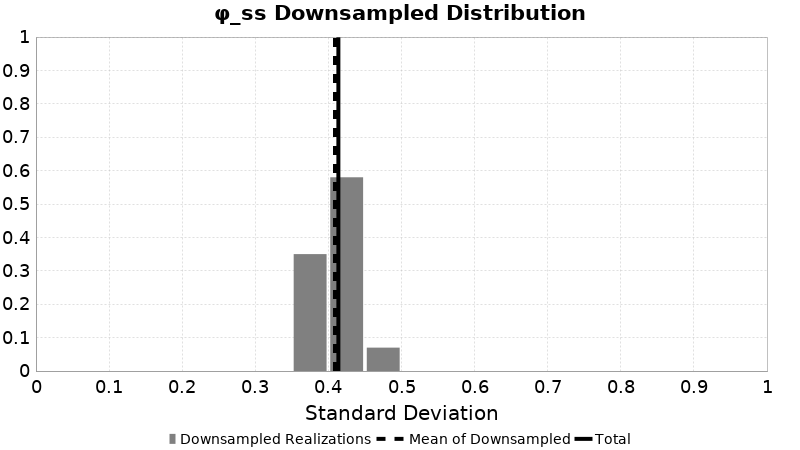 φ_ss Downsampled Distribution
1
0.9
0.8
0.7
0.6
0.5
0.4
0.3
0.2
0.1
0
0 0.1 0.2 0.3 0.4 0.5 0.6 0.7 0.8 0.9 1
Standard Deviation
Downsampled Realizations Mean of Downsampled Total